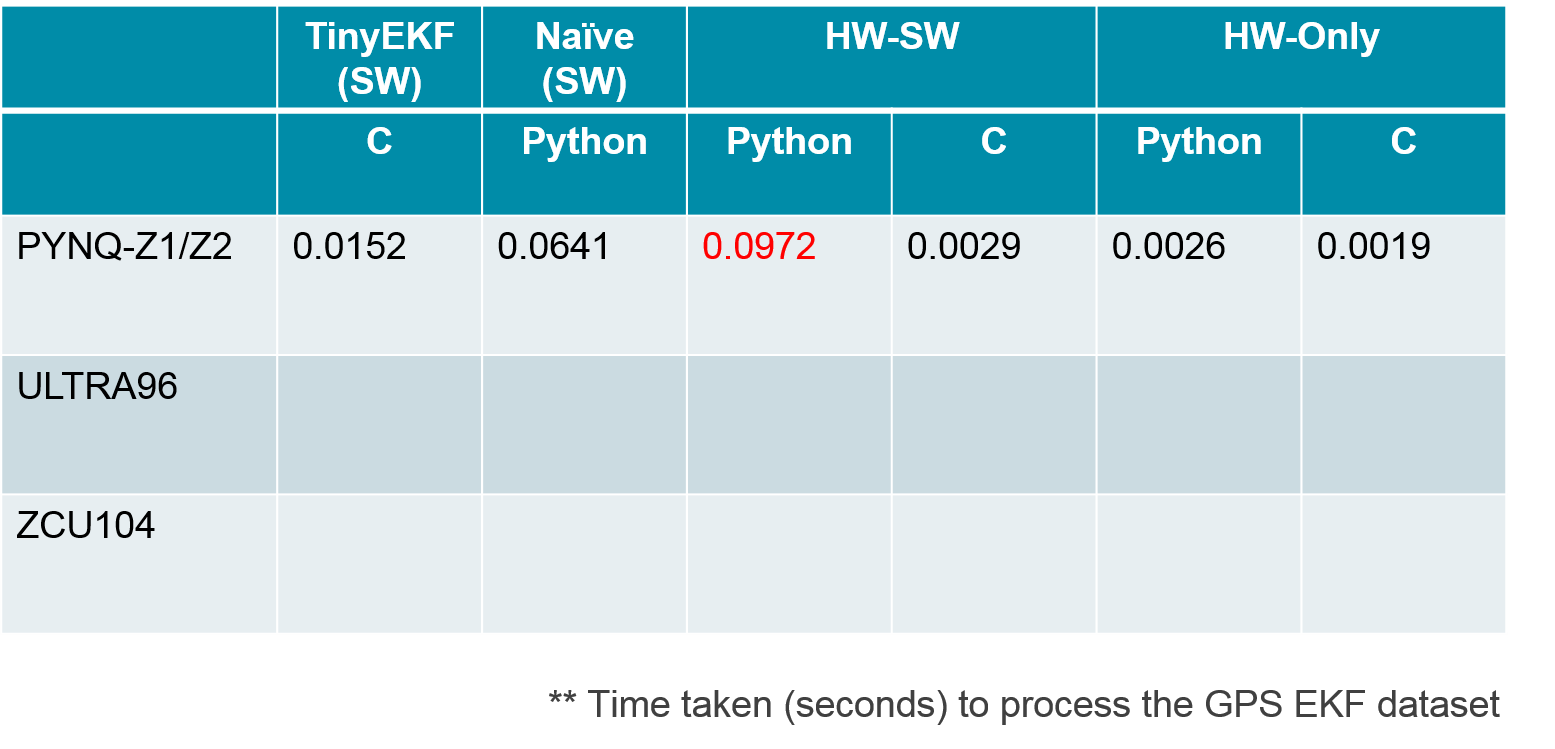 TinyEKF (SW) Naïve (SW) HW-SW HW-Only
C Python Python C Python C
PYNQ-Z1/Z2 0.0152 0.0641 0.0972 0.0029 0.0026 0.0019
ULTRA96
ZCU104
** Time taken (seconds) to process the GPS EKF dataset